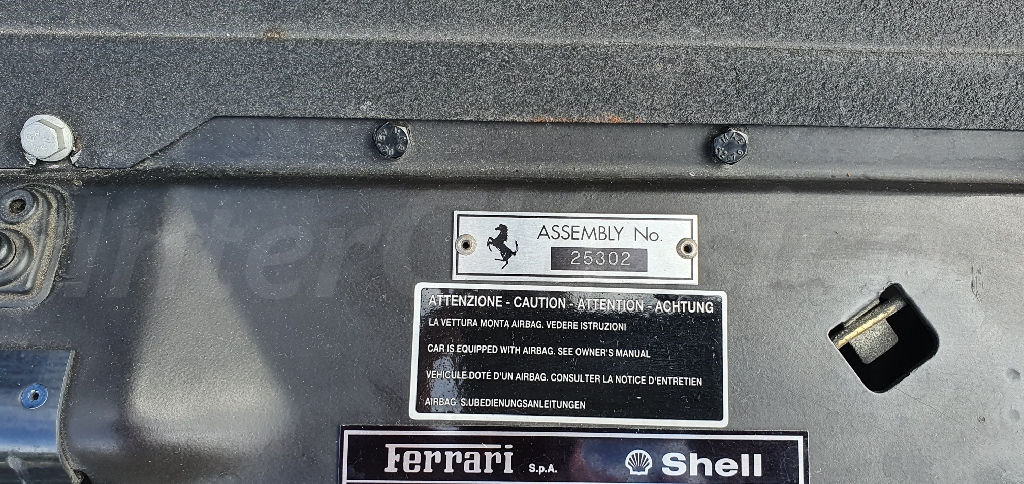 ASSEMBLY No.
25302
ATTENZIONE - CAUTION - ATTENTION - ACHTUNG
LA VETTURA MONTA AIRBAG. VEDERE ISTRUZIONI
CAR IS EQUIPPED WITH AIRBAG. SEE OWNER'S MANUAL
VEHICULE DOTÉ D'UN AIRBAG. CONSULTER LA NOTICE D'ENTRETIEN
AIRBAG. S.UBEDIENUNGSANLEITUNGEN
Ferrari S.p.A. Shell